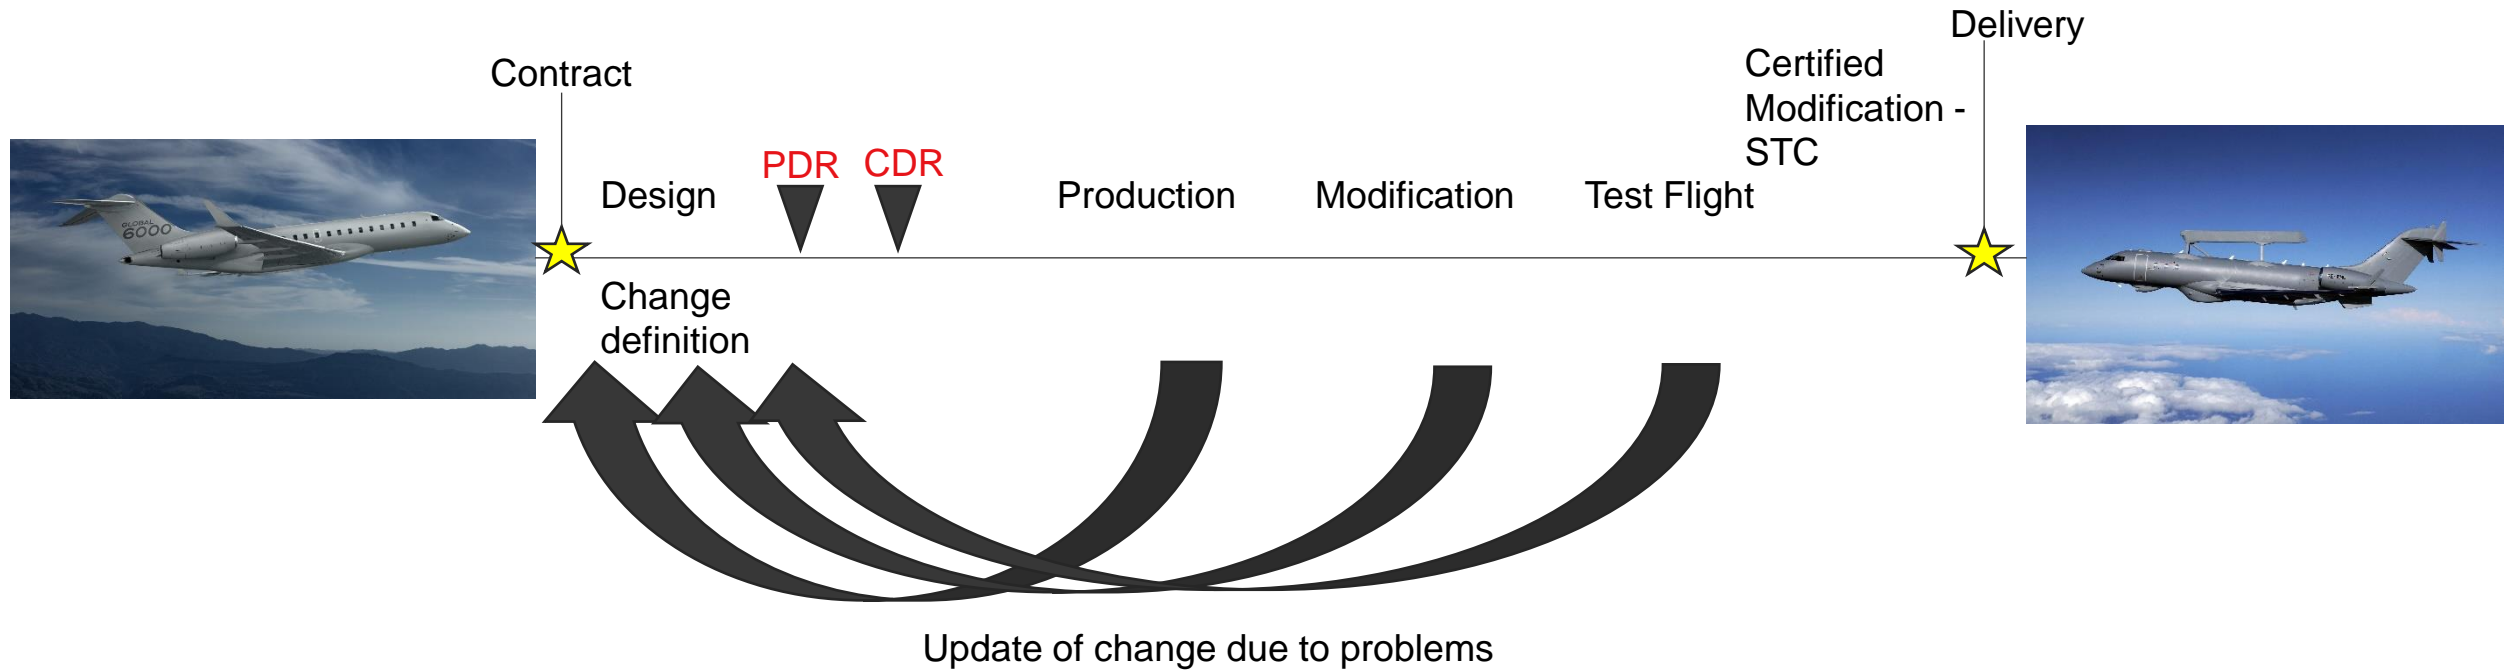 Delivery
Contract
Certified
Modification -
STC
PDR
CDR
Design
Production
Modification
Test Flight
GLOBAL
6000
Change
definition
Update of change due to problems